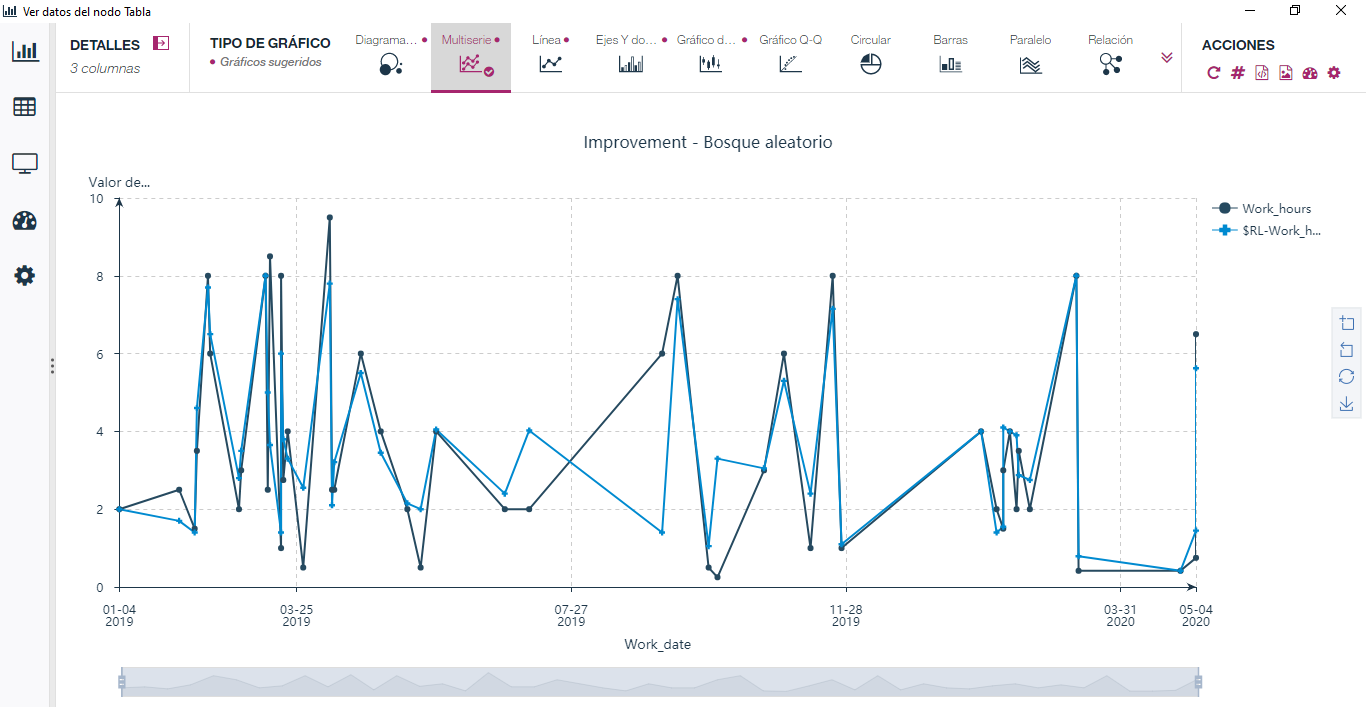 Ver datos del nodo Tabla
DETALLES
3 columnas
TIPO DE GRÁFICO
• Gráficos sugeridos
Diagrama... •
Multiserie •
Línea •
Ejes Y do... •
Gráfico d... •
Gráfico Q-Q
Circular
Barras
Paralelo
Relación
ACCIONES
Improvement - Bosque aleatorio
Valor de...
10
8
6
4
2
0
01-04
2019
03-25
2019
07-27
2019
11-28
2019
03-31
2020
05-04
2020
Work_date
Work_hours
$RL-Work_h...